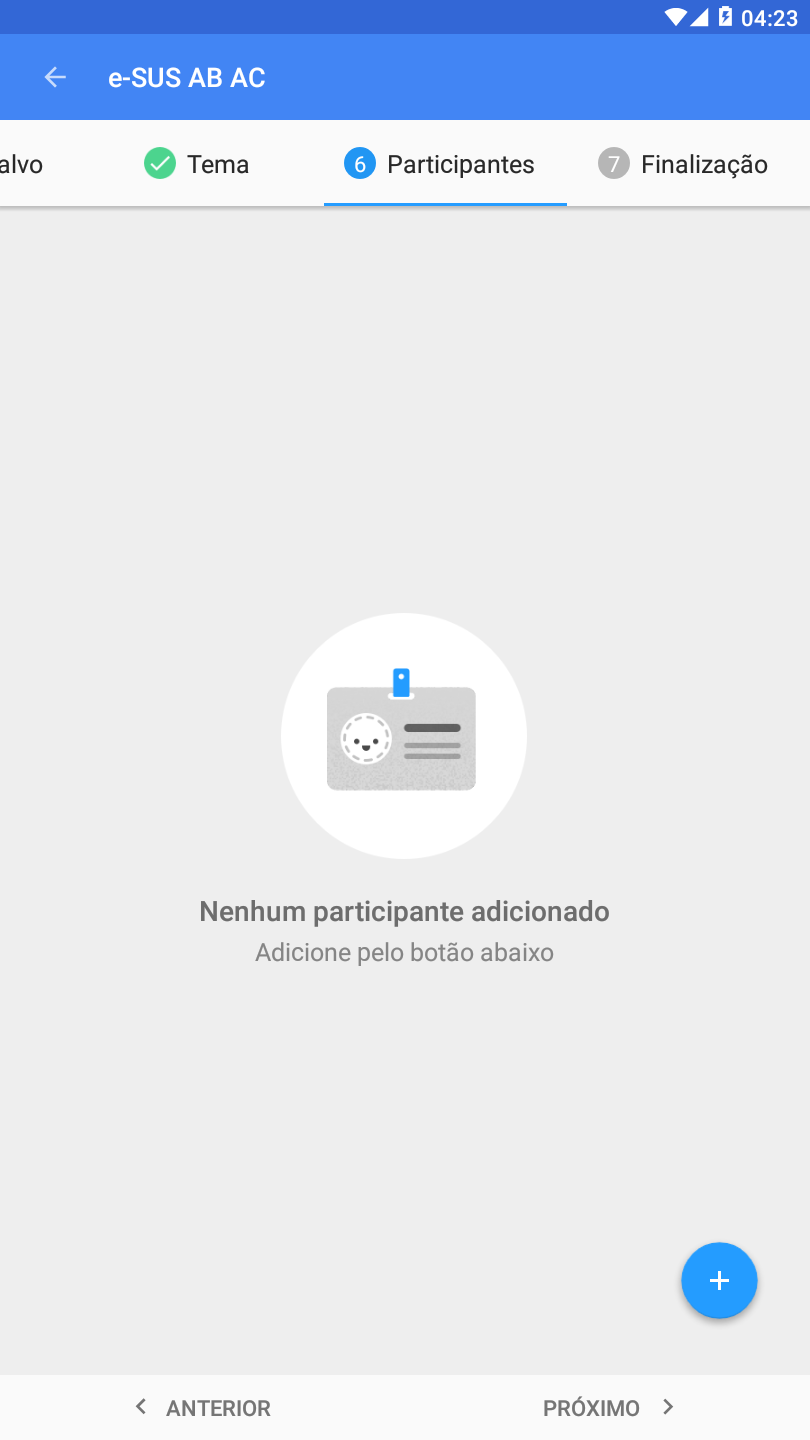 04:23
e-SUS AB AC
alvo
Tema
6 Participantes
7 Finalização
Nenhum participante adicionado
Adicione pelo botão abaixo
ANTERIOR
PRÓXIMO